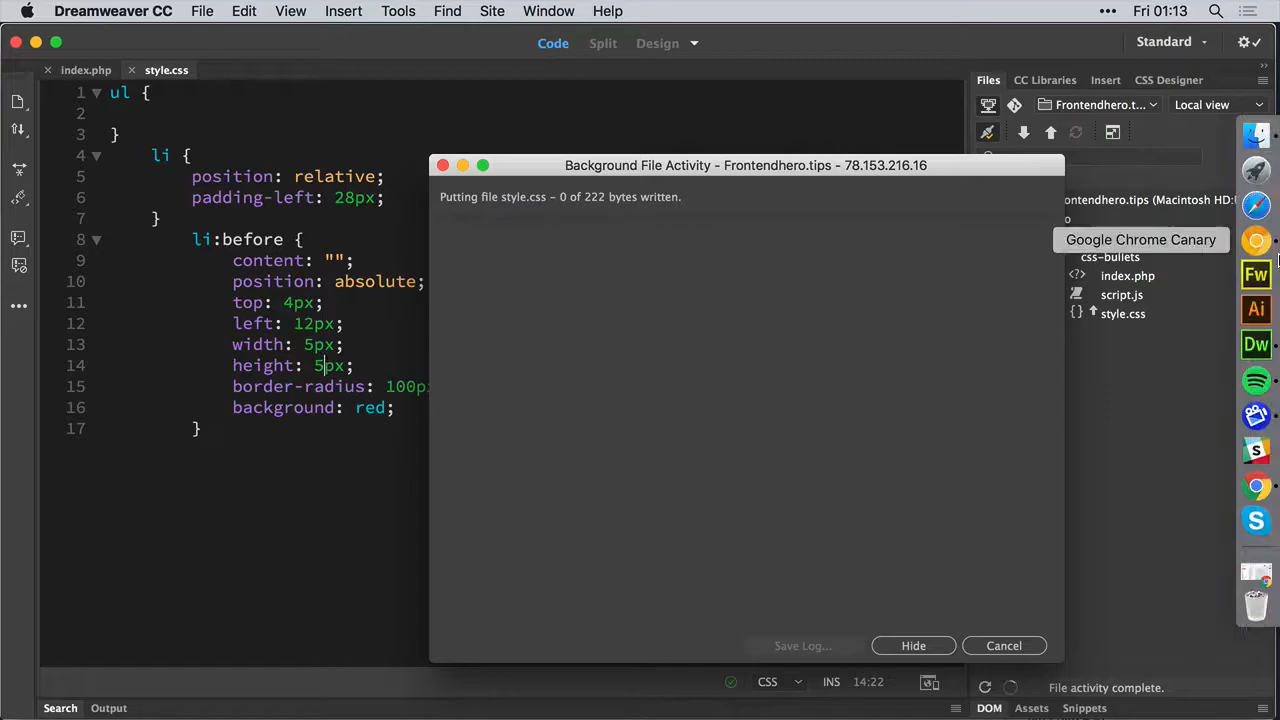 Dreamweaver CC File Edit View Insert Commands Tools Find Site Window Help ••• Fri 01:13
Code Split Design Standard
index.php style.css
Files CC Libraries Insert CSS Designer
Frontendhero.t... Local view
1 ul {
2
3 }
4 li {
5 position: relative;
6 padding-left: 28px;
7 }
8 li:before {
9 content: "";
10 position: absolute;
11 top: 4px;
12 left: 12px;
13 width: 5px;
14 height: 5px;
15 border-radius: 100p
16 background: red;
17 }
Background File Activity - Frontendhero.tips - 78.153.216.16
Putting file style.css - 0 of 222 bytes written.
Save Log... Hide Cancel
ontendhero.tips (Macintosh HD:U
o
Google Chrome Canary
css-bullets
index.php
script.js
style.css
Fw
Ai
Dw
CSS INS 14:22
File activity complete.
Search Output
DOM Assets Snippets